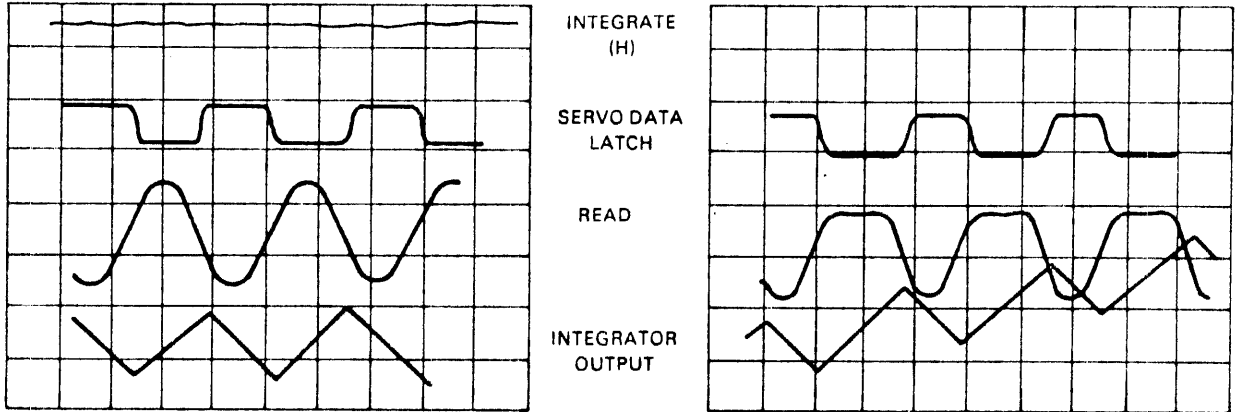 INTEGRATE
(H)
SERVO DATA
LATCH
READ
INTEGRATOR
OUTPUT